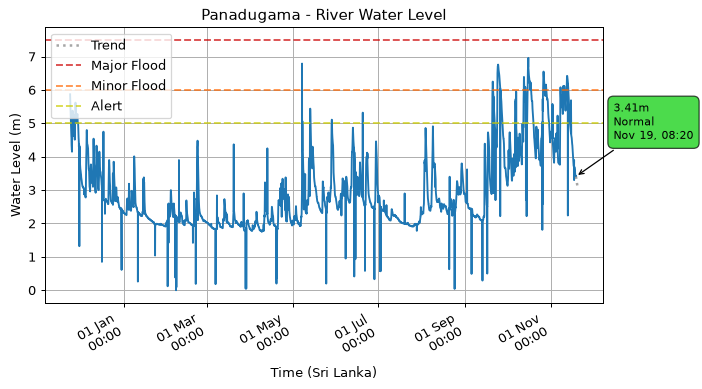 Panadugama - River Water Level
Trend
Major Flood
Minor Flood
Alert
3.41m
Normal
Nov 19, 08:20
Water Level (m)
7
6
5
4
3
2
1
0
01 Jan
00:00
01 Mar
00:00
01 May
00:00
01 Jul
00:00
01 Sep
00:00
01 Nov
00:00
Time (Sri Lanka)